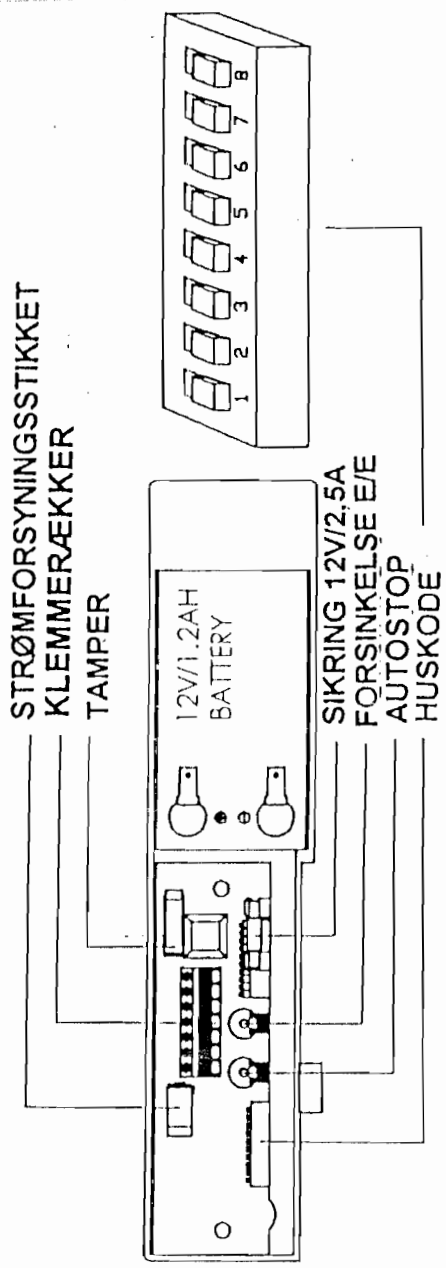 STRØMFORSYNINGSSTIKKET
KLEMMERÆKKER
TAMPER
12V/1.2AH
BATTERY
SIKRING 12V/2,5A
FORSINKELSE E/E
AUTOSTOP
HUSKODE
1 2 3 4 5 6 7 8